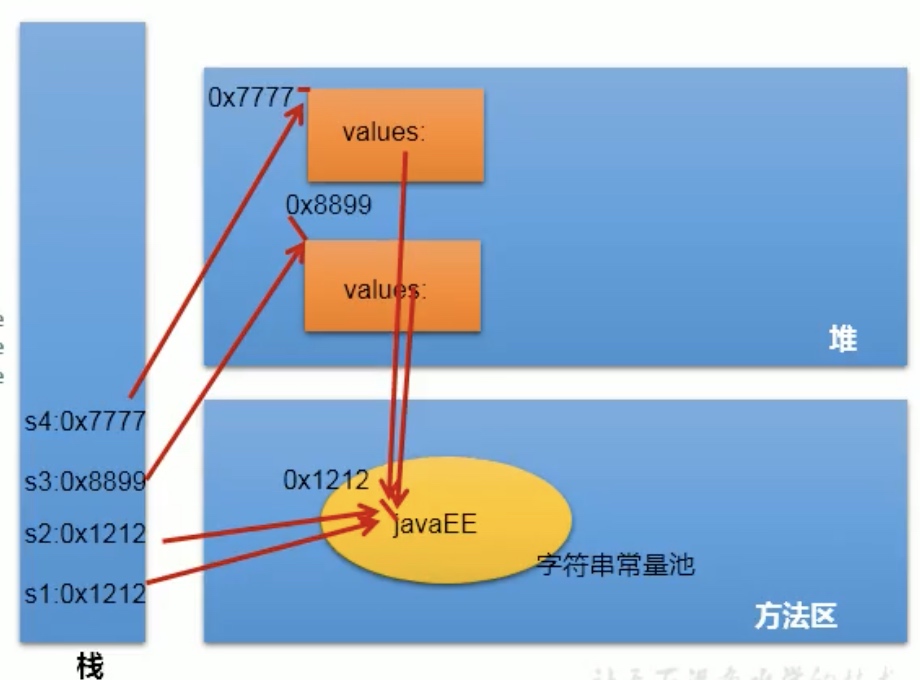 0x7777
values:
0x8899
values:
堆
s4:0x7777
s3:0x8899
s2:0x1212
s1:0x1212
栈
0x1212
javaEE
字符串常量池
方法区
e
e
e